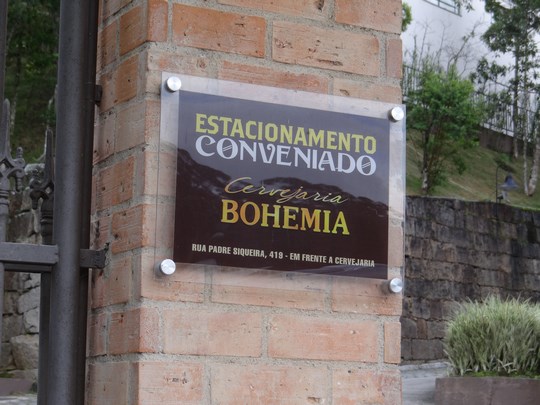 ESTACIONAMENTO
CONVENIADO
Cervejaria
BOHEMIA
RUA PADRE SIQUEIRA, 419 - EM FRENTE A CERVEJARIA